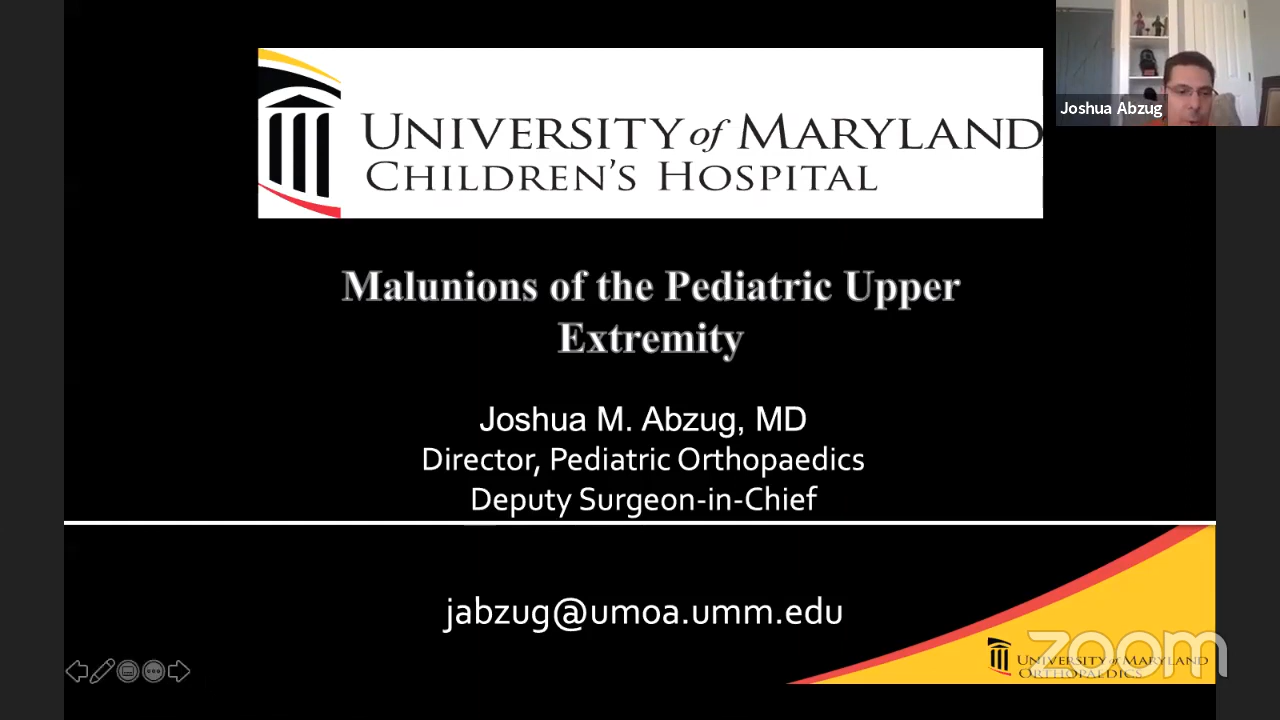 UNIVERSITY of MARYLAND
CHILDREN'S HOSPITAL
Joshua Abzug
Malunions of the Pediatric Upper
Extremity
Joshua M. Abzug, MD
Director, Pediatric Orthopaedics
Deputy Surgeon-in-Chief
jabzug@umoa.umm.edu
UNIVERSITY of MARYLAND
ORTHOPAEDICS
zoom